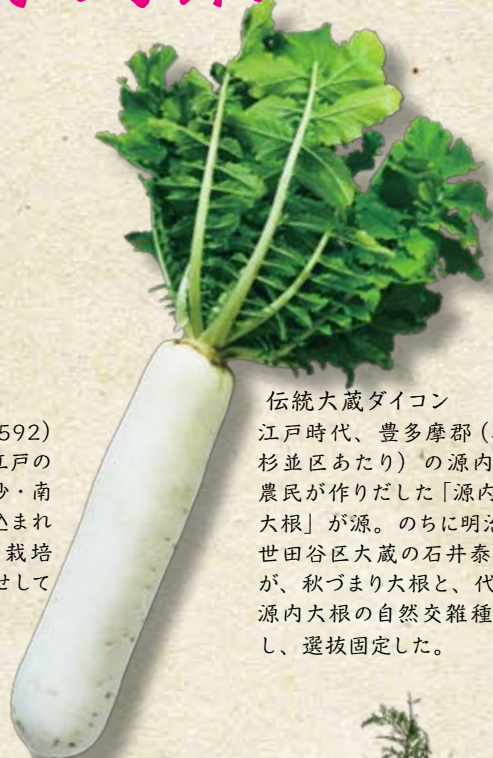 592)
江戸の
砂・南
込まれ
栽培
せして
伝統大蔵ダイコン
江戸時代、豊多摩郡(
杉並区あたり)の源内
農民が作りだした「源内
大根」が源。のちに明治
世田谷区大蔵の石井泰
が、秋づまり大根と、代
源内大根の自然交雑種
し、選抜固定した。